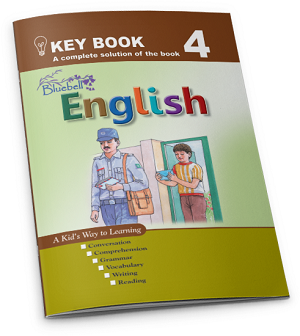 KEY BOOK 4
A complete solution of the book
Bluebell
English
A Kid's Way to Learning
Conversation
Comprehension
Grammar
Vocabulary
Writing
Reading